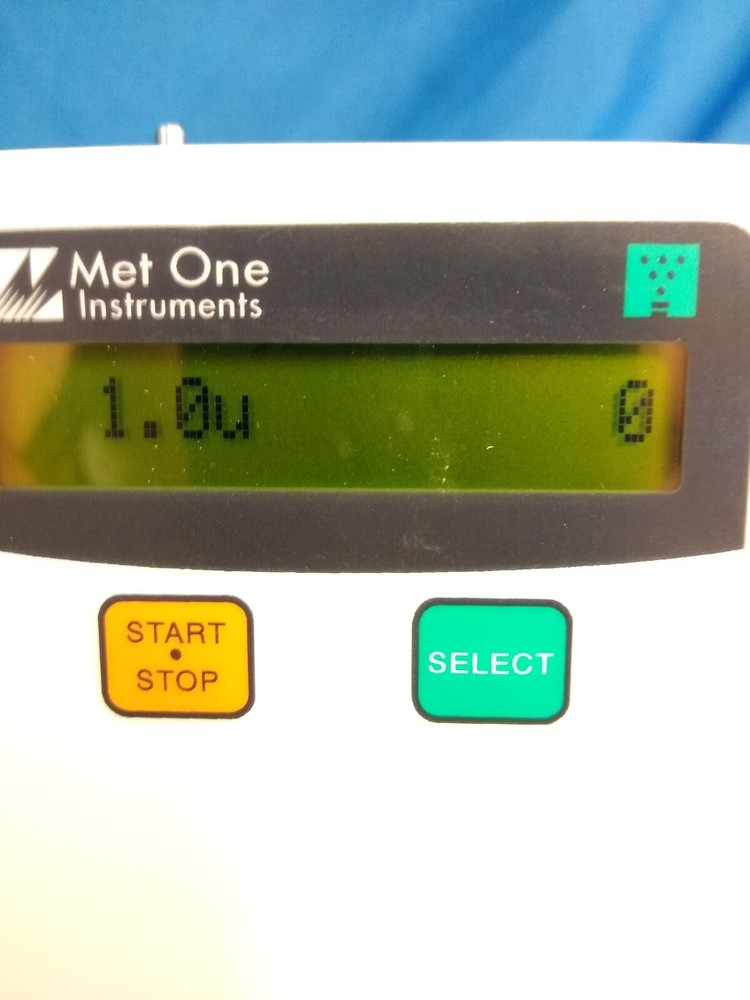 Met One
Instruments
1.0u 0
START
STOP
SELECT